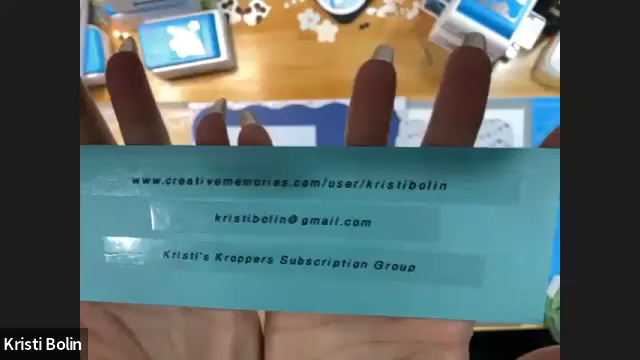 www.creativememories.com/user/kristibolin
kristibolin@gmail.com
Kristi's Kroppers Subscription Group
Kristi Bolin